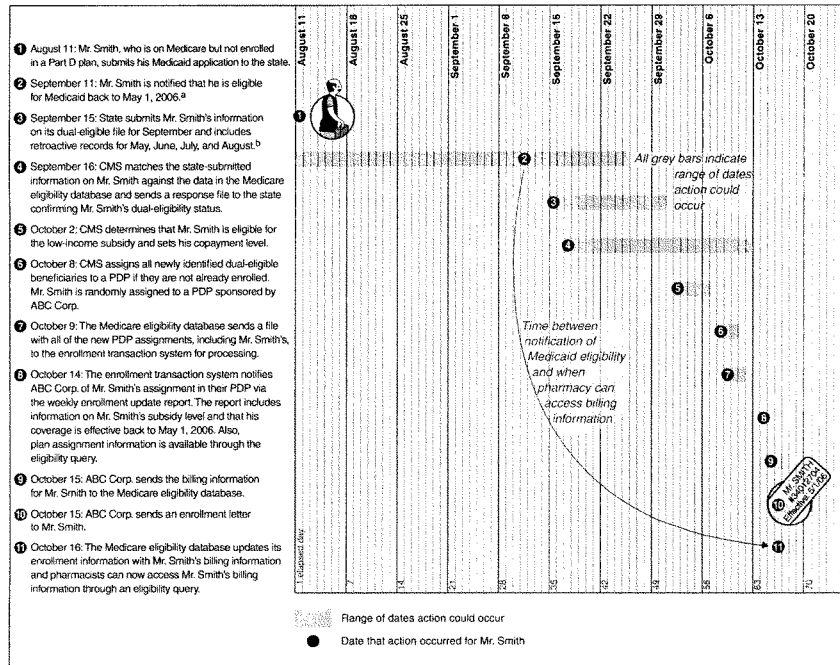 August 11
August 18
August 25
September 1
September 8
September 15
September 22
September 29
October 6
October 13
October 20
1 August 11: Mr. Smith, who is on Medicare but not enrolled
in a Part D plan, submits his Medicaid application to the state.
2 September 11: Mr. Smith is notified that he is eligible
for Medicaid back to May 1, 2006.a
3 September 15: State submits Mr. Smith's information
on its dual-eligible file for September and includes
retroactive records for May, June, July, and August.b
4 September 16: CMS matches the state-submitted
information on Mr. Smith against the data in the Medicare
eligibility database and sends a response file to the state
confirming Mr. Smith's dual-eligibility status.
5 October 2: CMS determines that Mr. Smith is eligible for
the low-income subsidy and sets his copayment level.
6 October 8: CMS assigns all newly identified dual-eligible
beneficiaries to a PDP if they are not already enrolled.
Mr. Smith is randomly assigned to a PDP sponsored by
ABC Corp.
7 October 9: The Medicare eligibility database sends a file
with all of the new PDP assignments, including Mr. Smith's,
to the enrollment transaction system for processing.
8 October 14: The enrollment transaction system notifies
ABC Corp. of Mr. Smith's assignment in their PDP via
the weekly enrollment update report. The report includes
information on Mr. Smith's subsidy level and that his
coverage is effective back to May 1, 2006. Also,
plan assignment information is available through the
eligibility query.
9 October 15: ABC Corp. sends the billing information
for Mr. Smith to the Medicare eligibility database.
10 October 15: ABC Corp. sends an enrollment letter
to Mr. Smith.
11 October 16: The Medicare eligibility database updates its
enrollment information with Mr. Smith's billing information
and pharmacists can now access Mr. Smith's billing
information through an eligibility query.
1
2
All grey bars indicate
range of dates
action could
occur
3
4
5
Time between
notification of
Medicaid eligibility
and when
pharmacy can
access billing
information
6
7
8
9
10
Mr. SMITH
#34012704
Effective: 5/1/06
11
1 elapsed day
7
14
21
28
35
42
49
56
63
70
Range of dates action could occur
Date that action occurred for Mr. Smith